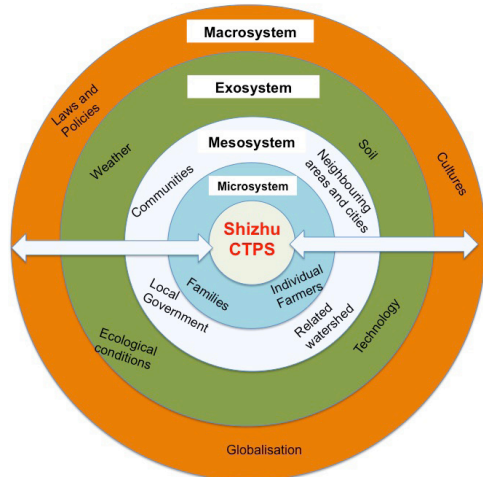 Macrosystem
Laws and
Policies
Exosystem
Weather
Soil
Cultures
Mesosystem
Communities
Neighbouring
areas and cities
Microsystem
Shizhu
CTPS
Families
Individual
Farmers
Local
Government
Related
watershed
Technology
Ecological
conditions
Globalisation